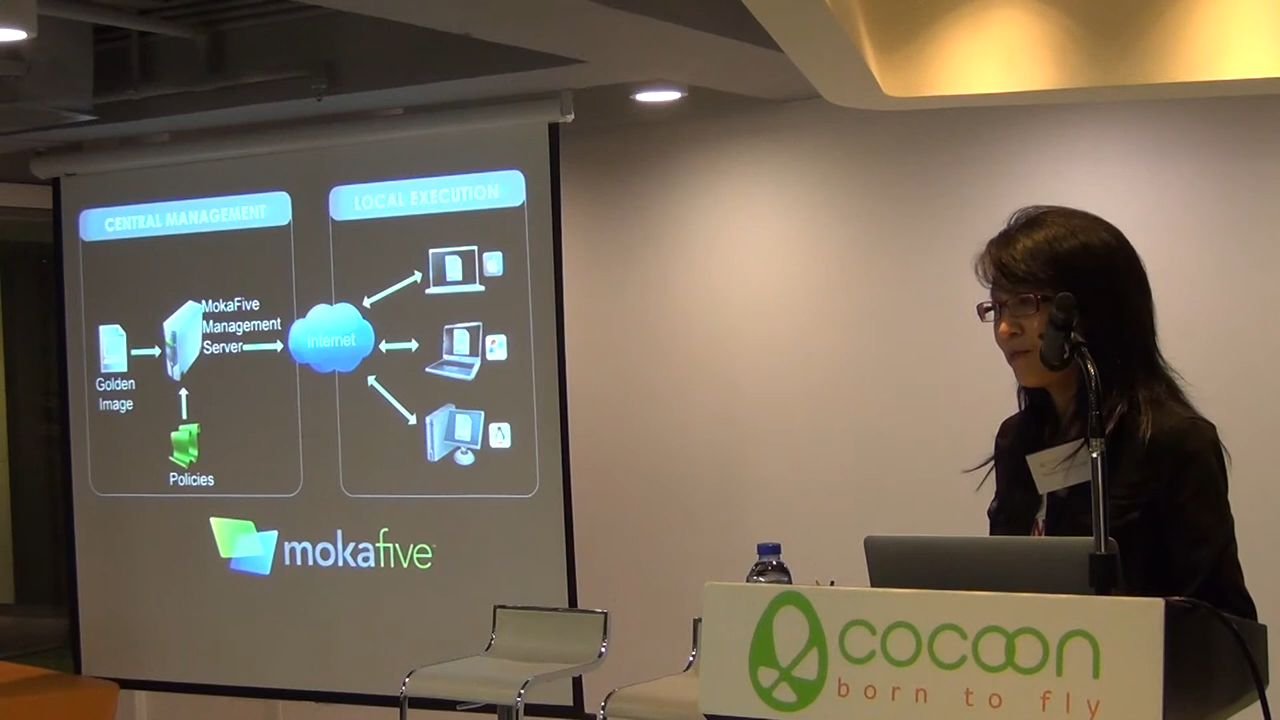 CENTRAL MANAGEMENT
LOCAL EXECUTION
MokaFive
Management
Server
Internet
Golden
Image
Policies
mokafive
cocoon
born to fly